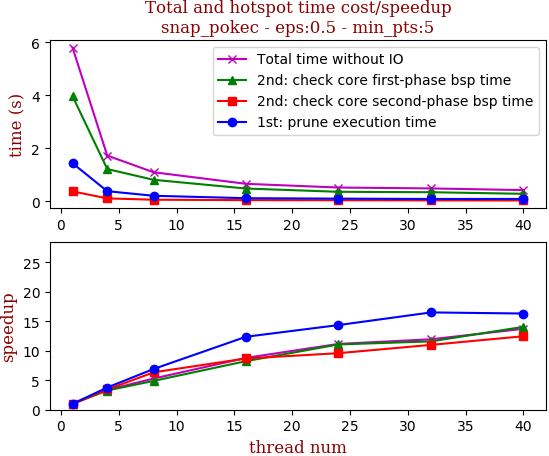 Total and hotspot time cost/speedup
snap_pokec - eps:0.5 - min_pts:5
time (s)
6
4
2
0
Total time without IO
2nd: check core first-phase bsp time
2nd: check core second-phase bsp time
1st: prune execution time
0 5 10 15 20 25 30 35 40
speedup
25
20
15
10
5
0
0 5 10 15 20 25 30 35 40
thread num